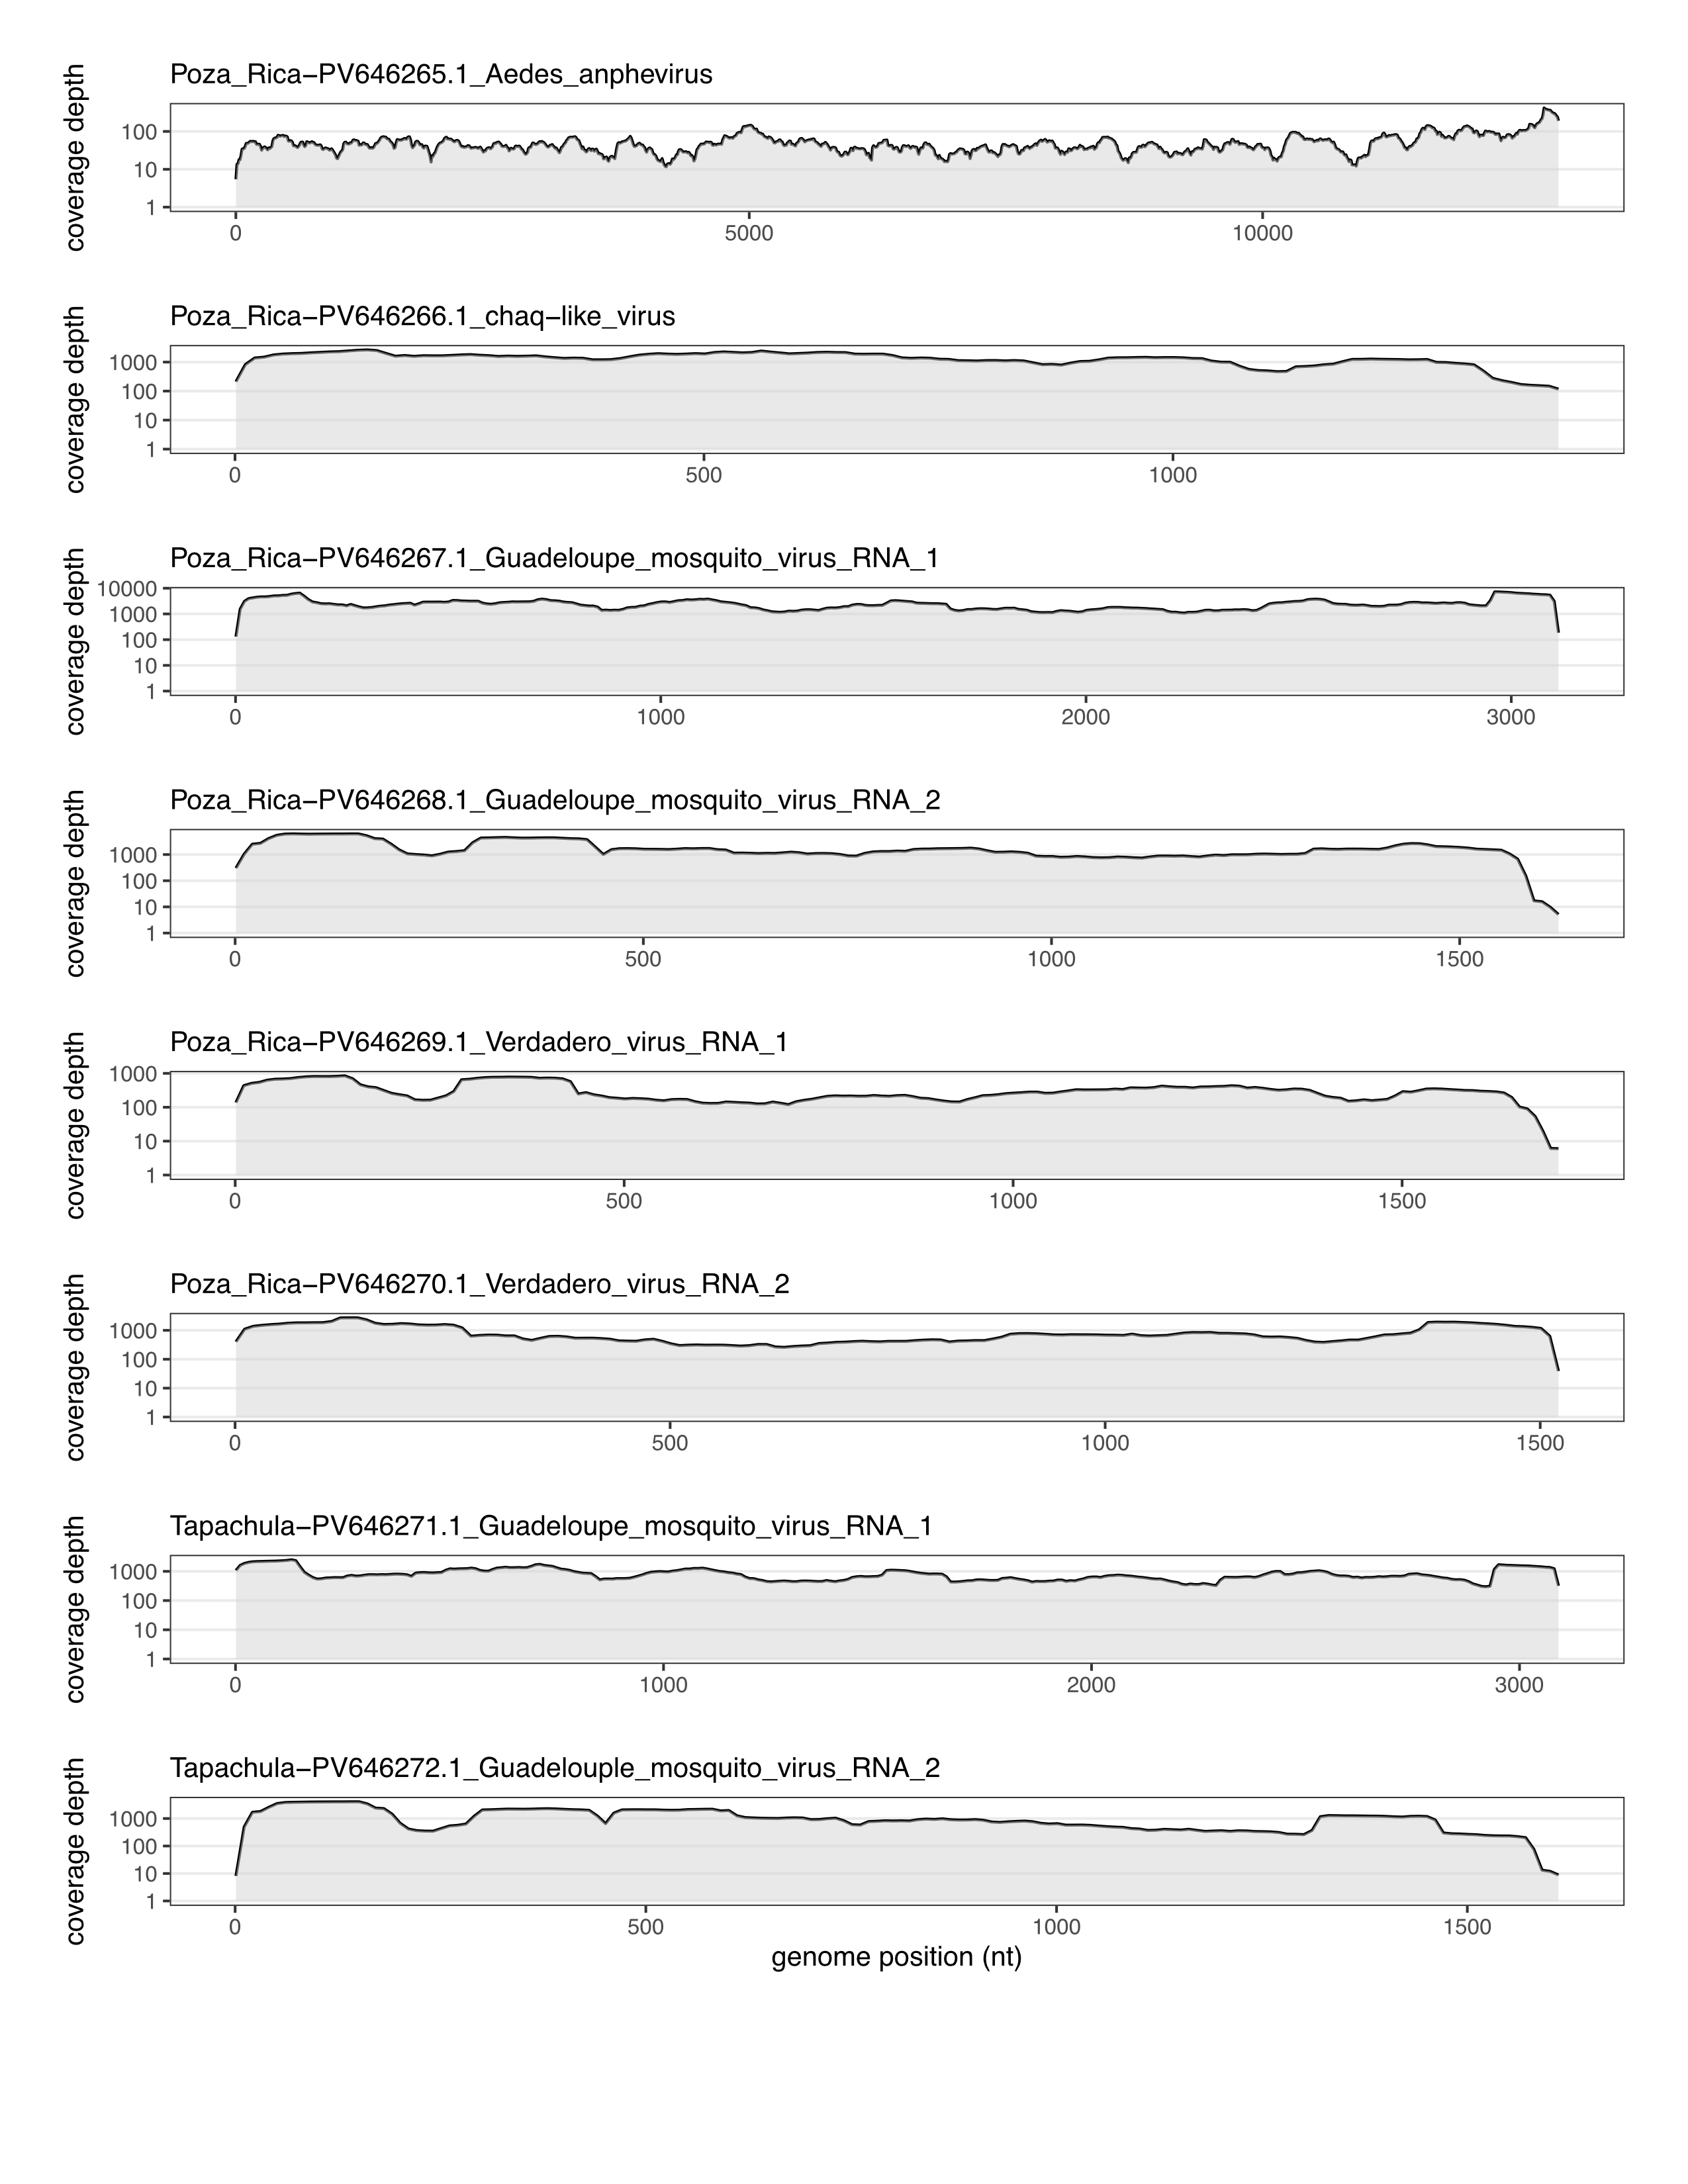 Poza_Rica−PV646265.1_Aedes_anphevirus
coverage depth
100
10
1
0 5000 10000
Poza_Rica−PV646266.1_chaq−like_virus
coverage depth
1000
100
10
1
0 500 1000
Poza_Rica−PV646267.1_Guadeloupe_mosquito_virus_RNA_1
coverage depth
10000
1000
100
10
1
0 1000 2000 3000
Poza_Rica−PV646268.1_Guadeloupe_mosquito_virus_RNA_2
coverage depth
1000
100
10
1
0 500 1000 1500
Poza_Rica−PV646269.1_Verdadero_virus_RNA_1
coverage depth
1000
100
10
1
0 500 1000 1500
Poza_Rica−PV646270.1_Verdadero_virus_RNA_2
coverage depth
1000
100
10
1
0 500 1000 1500
Tapachula−PV646271.1_Guadeloupe_mosquito_virus_RNA_1
coverage depth
1000
100
10
1
0 1000 2000 3000
Tapachula−PV646272.1_Guadelouple_mosquito_virus_RNA_2
coverage depth
1000
100
10
1
0 500 1000 1500
genome position (nt)